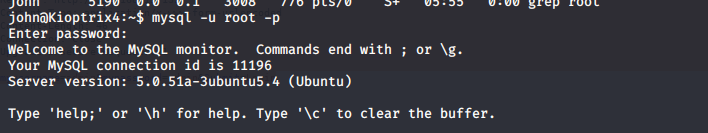 john      5190  0.0  0.1   3008   776 pts/0    S+   05:55   0:00 grep root
john@Kioptrix4:~$ mysql -u root -p
Enter password:
Welcome to the MySQL monitor.  Commands end with ; or \g.
Your MySQL connection id is 11196
Server version: 5.0.51a-3ubuntu5.4 (Ubuntu)

Type 'help;' or '\h' for help. Type '\c' to clear the buffer.